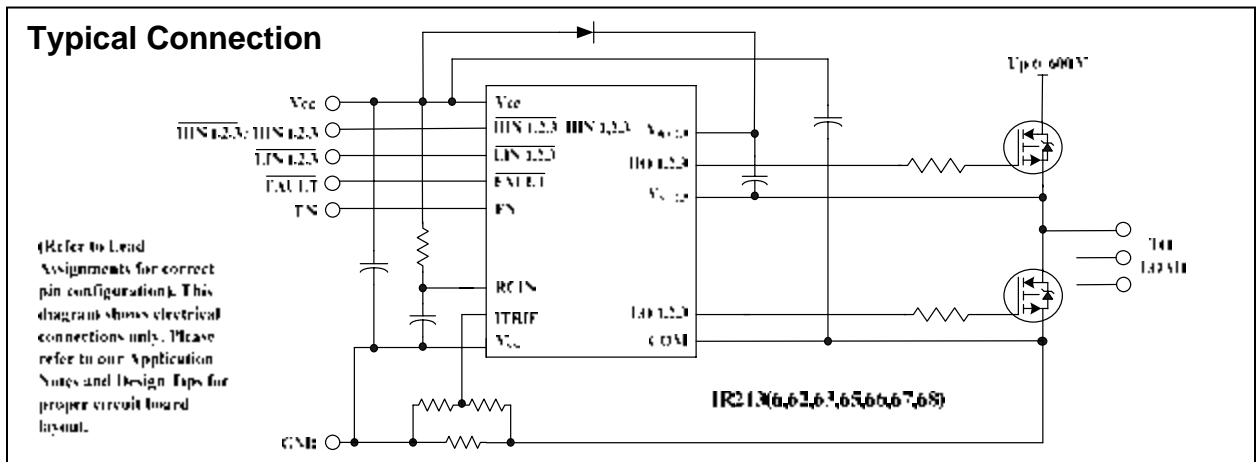 Typical Connection
Up to 600V
Vcc
HIN 1,2,3 / HIN 1,2,3
LIN 1,2,3
FAULT
EN
Vcc
HIN 1,2,3 HIN 1,2,3
LIN 1,2,3
FAULT
EN
RCIN
ITRIP
HO 1,2,3
LO 1,2,3
COM
TO
LOAD
(Refer to Lead
Assignments for correct
pin configuration). This
diagram shows electrical
connections only. Please
refer to our Application
Notes and Design Tips for
proper circuit board
layout.
GND
IR213(6,62,63,65,66,67,68)